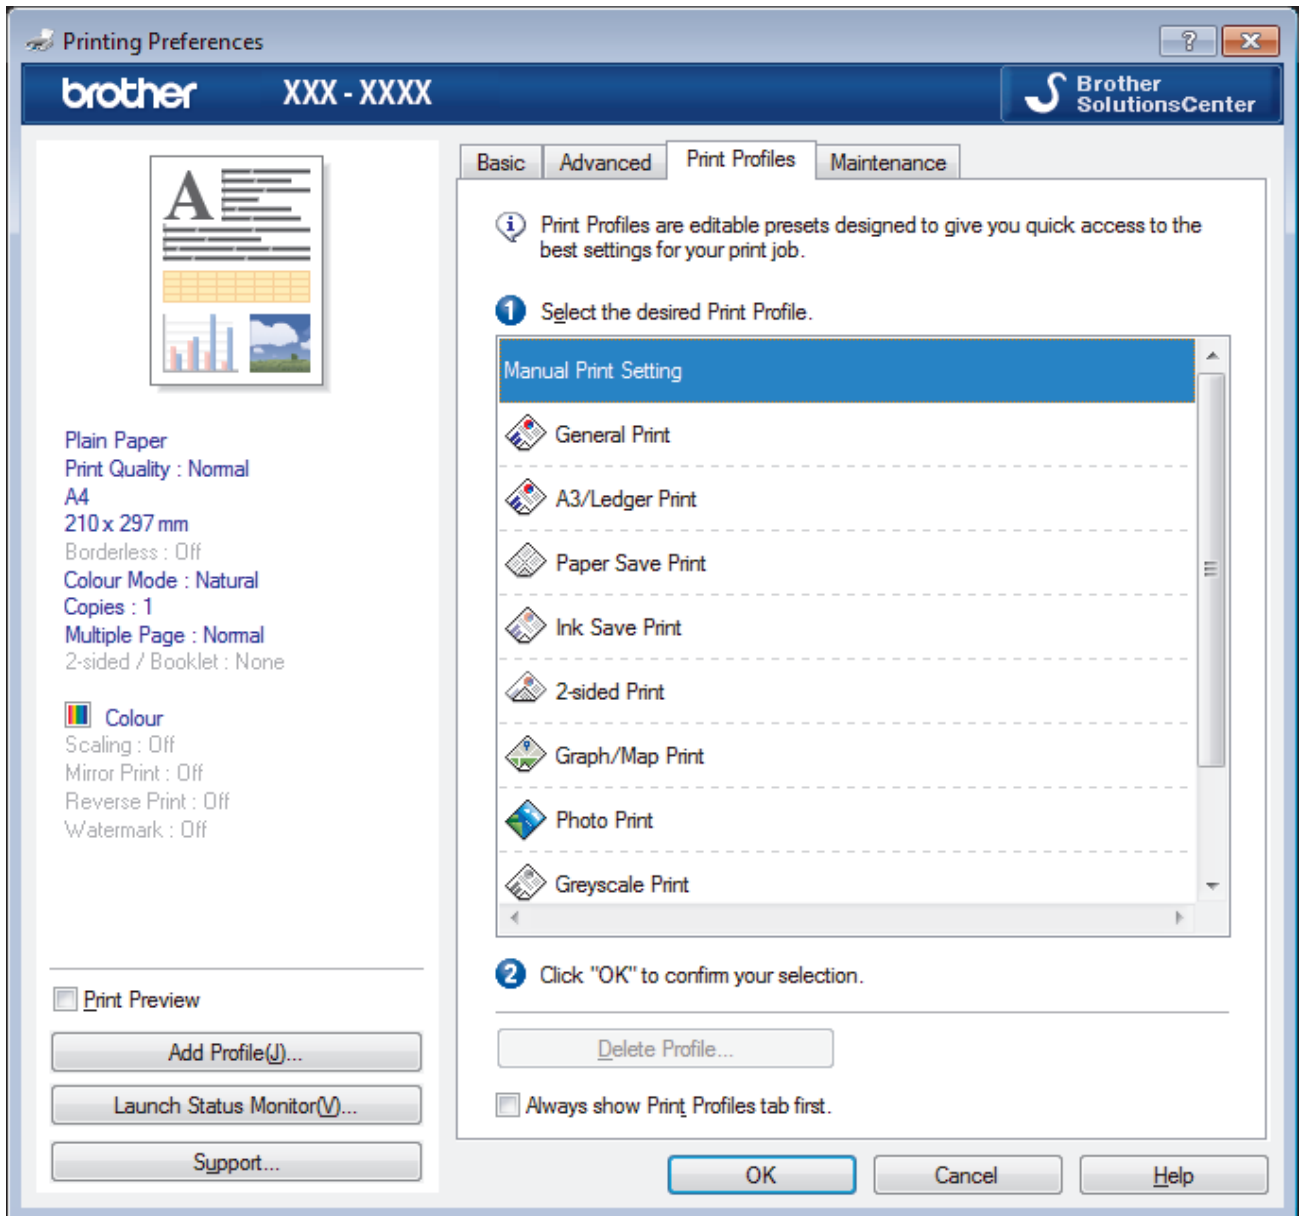 Printing Preferences
brother XXX - XXXX
Brother
SolutionsCenter
A
Plain Paper
Print Quality : Normal
A4
210 x 297 mm
Borderless : Off
Colour Mode : Natural
Copies : 1
Multiple Page : Normal
2-sided / Booklet : None
Colour
Scaling : Off
Mirror Print : Off
Reverse Print : Off
Watermark : Off
Print Preview
Add Profile(J)...
Launch Status Monitor(V)...
Support...
Basic Advanced Print Profiles Maintenance
Print Profiles are editable presets designed to give you quick access to the
best settings for your print job.
1 Select the desired Print Profile.
Manual Print Setting
General Print
A3/Ledger Print
Paper Save Print
Ink Save Print
2-sided Print
Graph/Map Print
Photo Print
Greyscale Print
2 Click "OK" to confirm your selection.
Delete Profile...
Always show Print Profiles tab first.
OK Cancel Help